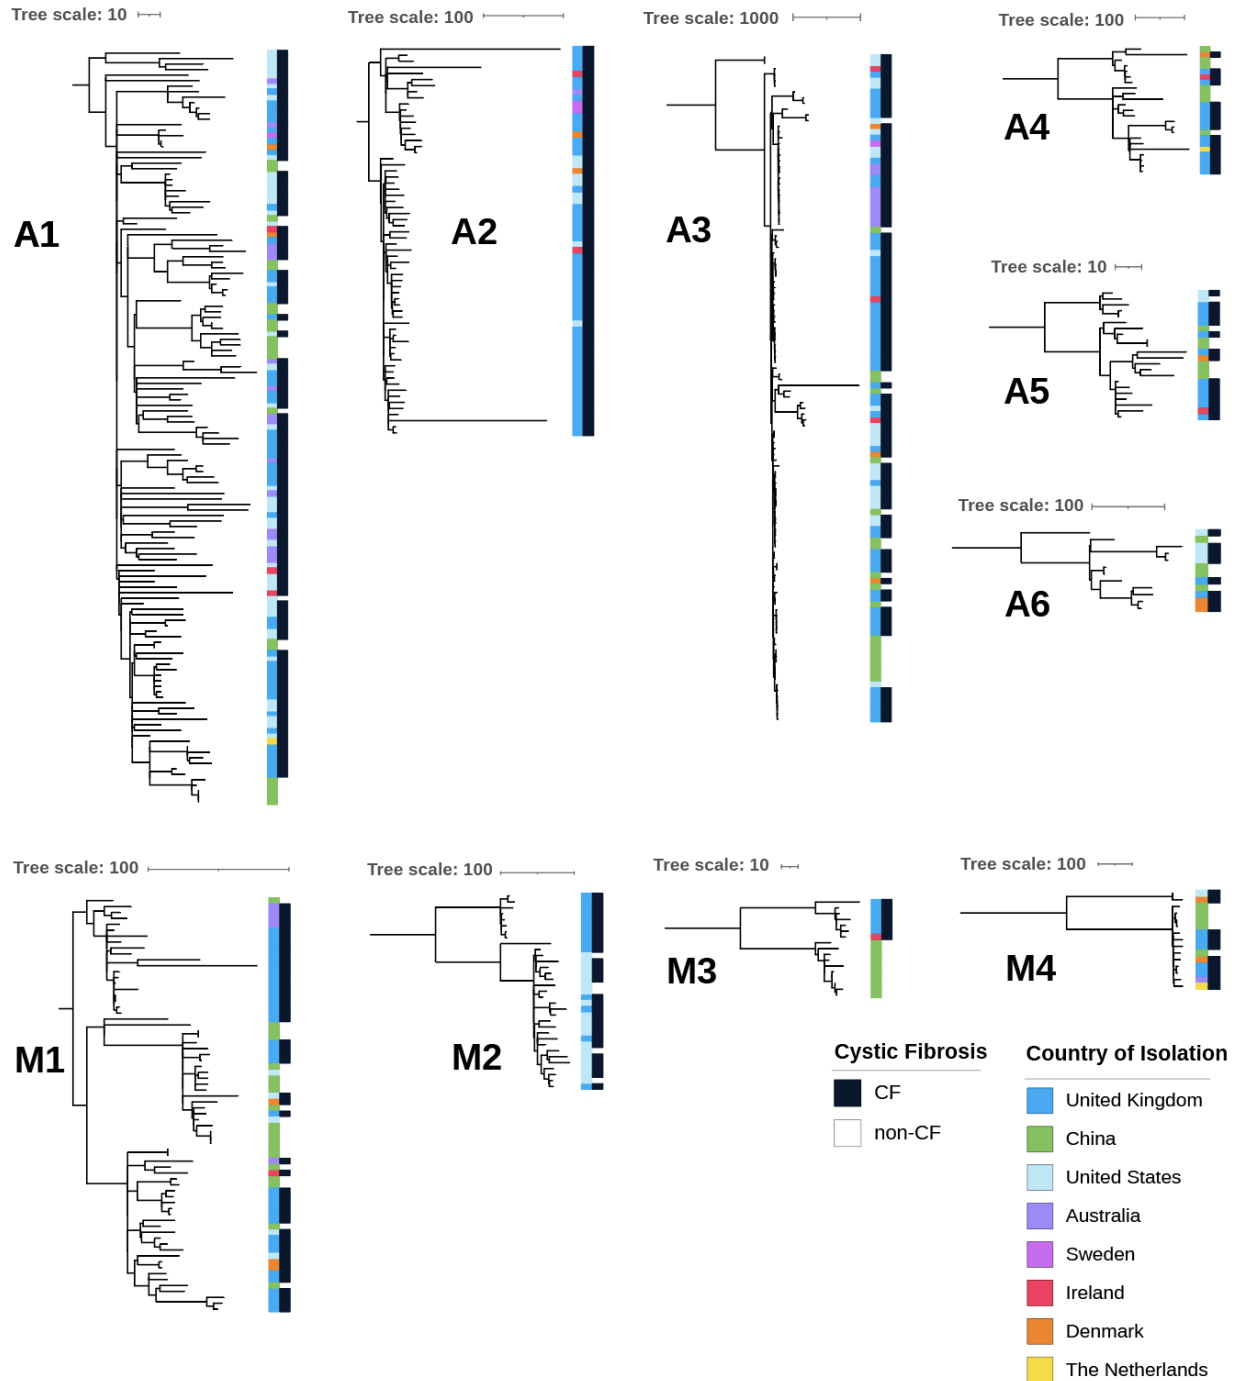 Tree scale: 10
Tree scale: 100
Tree scale: 1000
Tree scale: 100
A1
A2
A3
A4
Tree scale: 10
A5
Tree scale: 100
A6
Tree scale: 100
Tree scale: 100
Tree scale: 10
Tree scale: 100
M1
M2
M3
M4
Cystic Fibrosis
CF
non-CF
Country of Isolation
United Kingdom
China
United States
Australia
Sweden
Ireland
Denmark
The Netherlands